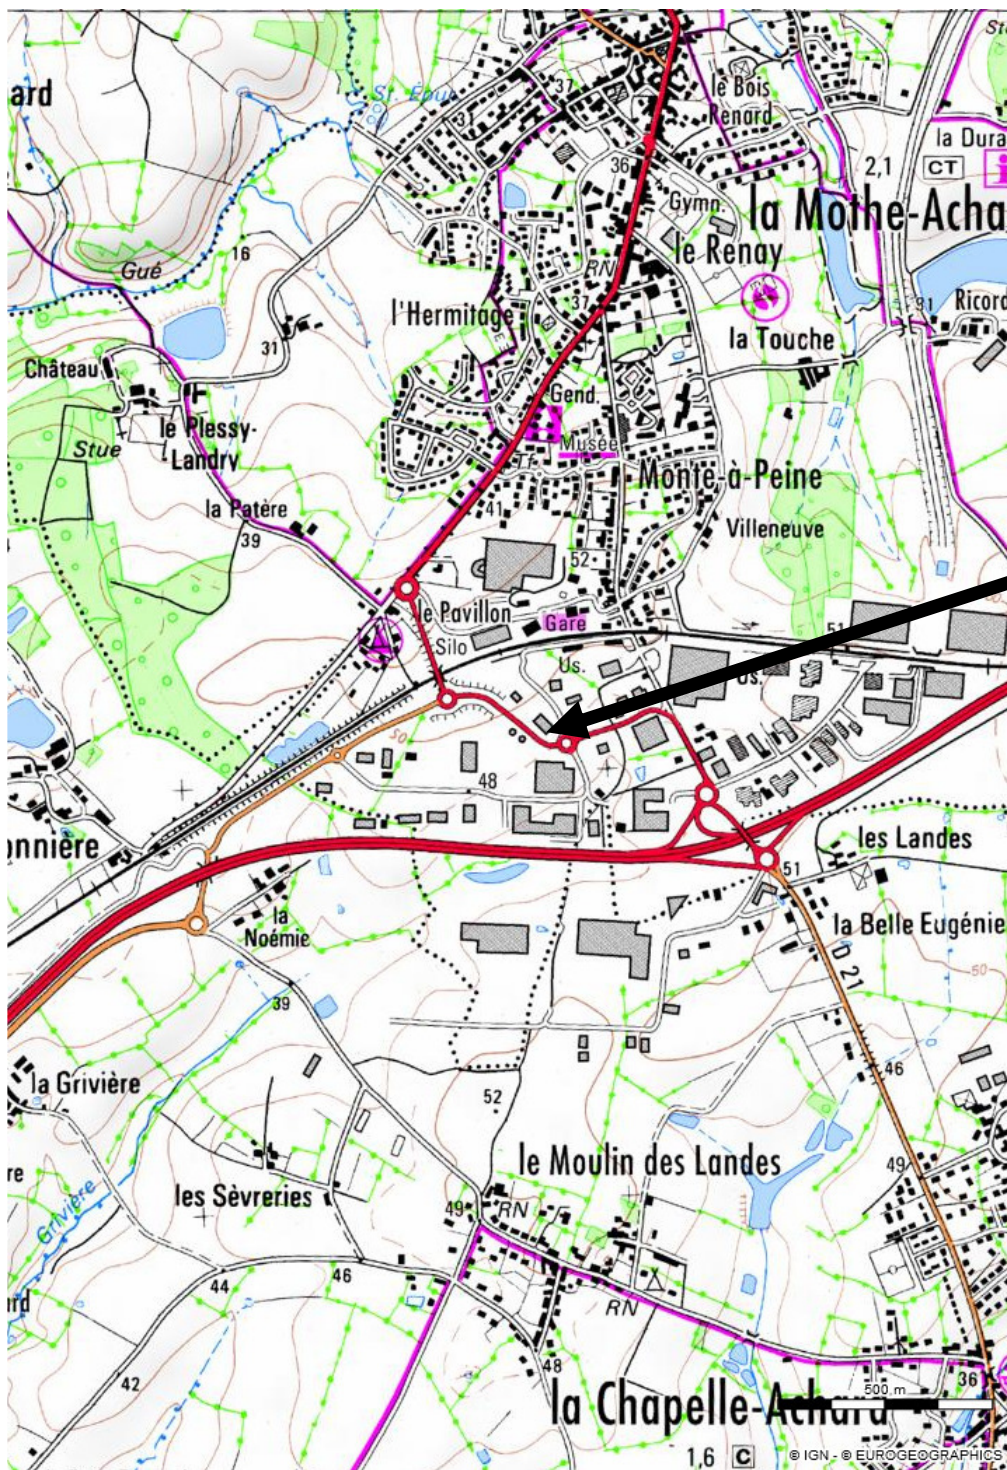 ard
St. Épur
37
31
le Bois
Renard
la Dura
CT
2,1
36
Gymn.
la Mothe-Acha
le Renay
16
Gué
RN
37
l'Hermitage
31
Ricord
la Touche
Château
Gend.
Stue
le Plessy-
Landry
Musée
Monte-à-Peine
la Patère
41
39
52
Villeneuve
le Pavillon
Gare
51
Silo
Us.
Us.
50
48
onnière
51
les Landes
la
Noémie
la Belle Eugénie
D 21
50
39
46
la Grivière
52
le Moulin des Landes
49
re
les Sèvreries
49
RN
Grivière
44
46
RN
rd
48
42
36
500 m
la Chapelle-Achard
1,6
C
© IGN - © EUROGEOGRAPHICS